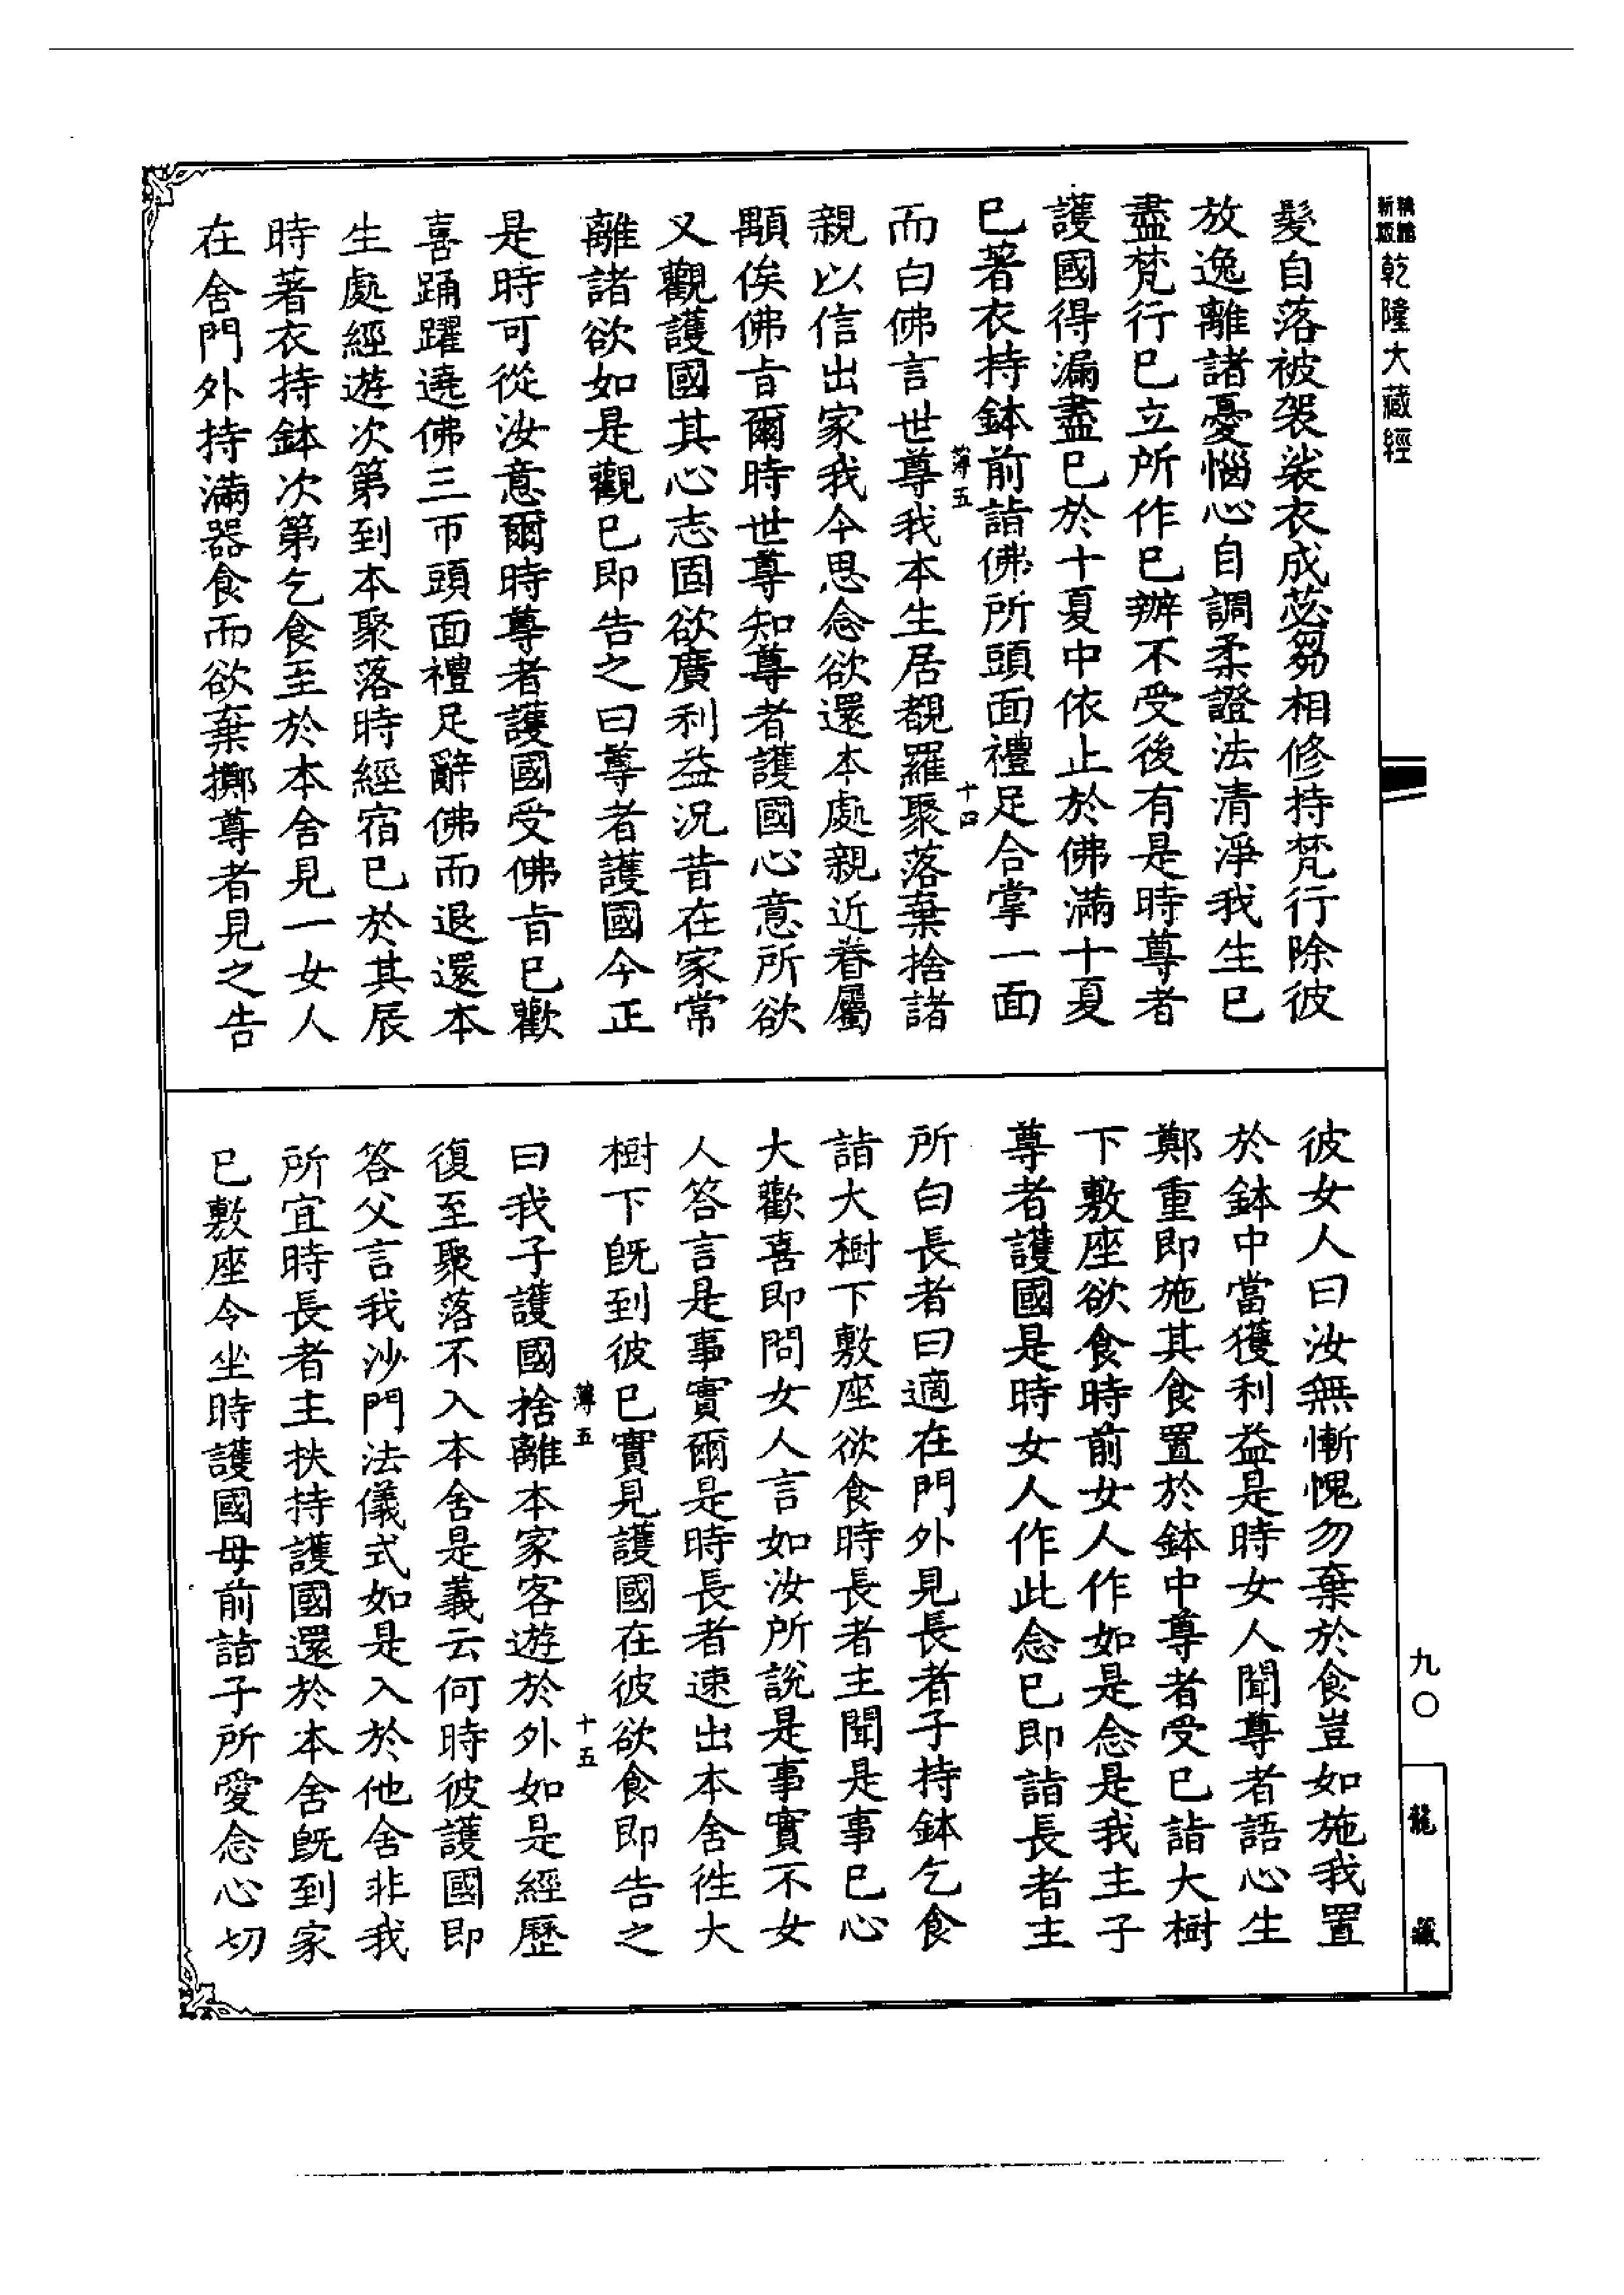 新版精繕乾隆大藏經
髮自落被袈裟衣成苾芻相修持梵行除彼
放逸離諸憂惱心自調柔證法清淨我生已
盡梵行已立所作已辦不受後有是時尊者
護國得漏盡已於十夏中依止於佛滿十夏
已著衣持鉢前詣佛所頭面禮足合掌一面
薄五 十四
而白佛言世尊我本生居覩羅聚落棄捨諸
親以信出家我今思念欲還本處親近眷屬
顒俟佛旨爾時世尊知尊者護國心意所欲
又觀護國其心志固欲廣利益況昔在家常
離諸欲如是觀已即告之曰尊者護國今正
是時可從汝意爾時尊者護國受佛旨已歡
喜踊躍遶佛三帀頭面禮足辭佛而退還本
生處經遊次第到本聚落時經宿已於其辰
時著衣持鉢次第乞食至於本舍見一女人
在舍門外持滿器食而欲棄擲尊者見之告
彼女人曰汝無慚愧勿棄於食豈如施我置
於鉢中當獲利益是時女人聞尊者語心生
鄭重即施其食置於鉢中尊者受已詣大樹
下敷座欲食時前女人作如是念是我主子
尊者護國是時女人作此念已即詣長者主
所白長者曰適在門外見長者子持鉢乞食
詣大樹下敷座欲食時長者主聞是事已心
大歡喜即問女人言如汝所說是事實不女
人答言是事實爾是時長者速出本舍徃大
樹下旣到彼已實見護國在彼欲食即告之
薄五 十五
曰我子護國捨離本家客遊於外如是經歷
復至聚落不入本舍是義云何時彼護國即
答父言我沙門法儀式如是入於他舍非我
所宜時長者主扶持護國還於本舍旣到家
已敷座令坐時護國母前詣子所愛念心切
九〇
龍藏